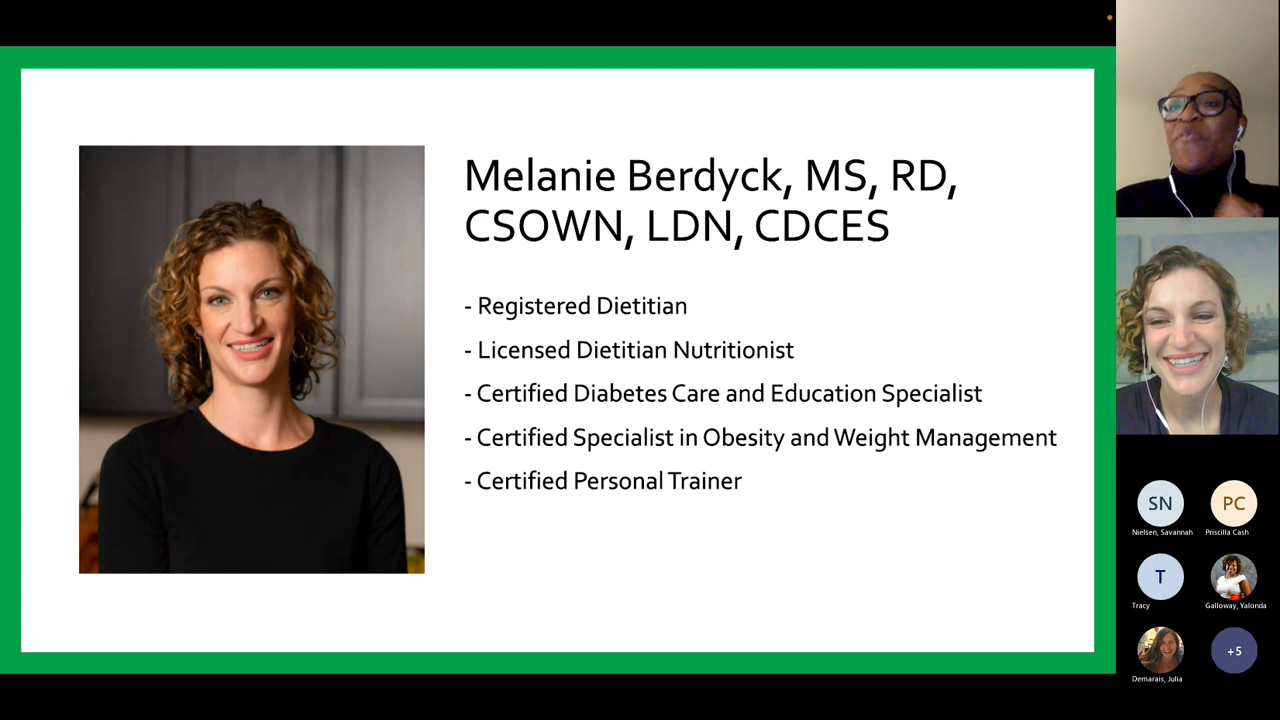 Melanie Berdyck, MS, RD,
CSOWN, LDN, CDCES
- Registered Dietitian
- Licensed Dietitian Nutritionist
- Certified Diabetes Care and Education Specialist
- Certified Specialist in Obesity and Weight Management
- Certified Personal Trainer
SN
Nielsen, Savannah
PC
Priscilla Cash
T
Tracy
Galloway, Yalonda
Demarais, Julia
+5